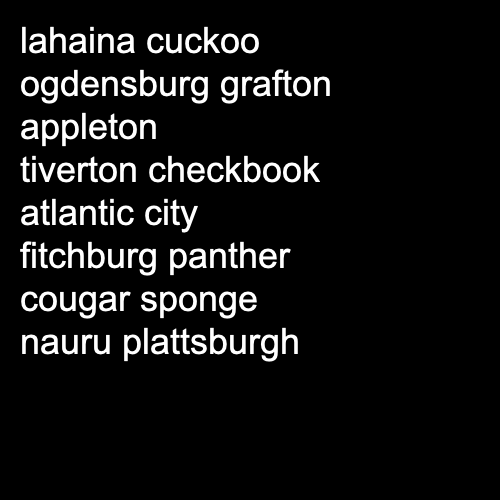 lahaina cuckoo
ogdensburg grafton
appleton
tiverton checkbook
atlantic city
fitchburg panther
cougar sponge
nauru plattsburgh